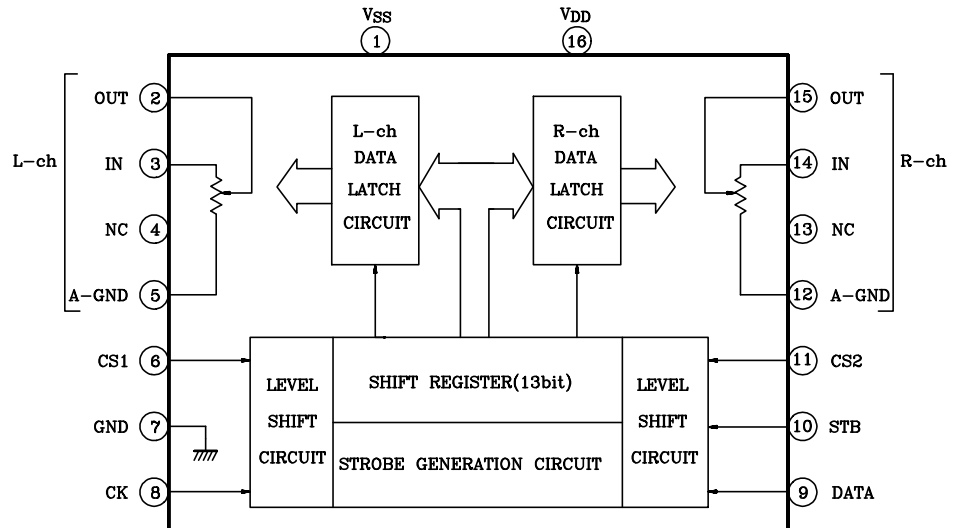 VSS
1
VDD
16
L-ch
OUT 2
IN 3
NC 4
A-GND 5
CS1 6
GND 7
CK 8
L-ch
DATA
LATCH
CIRCUIT
R-ch
DATA
LATCH
CIRCUIT
15 OUT
14 IN
13 NC
12 A-GND
11 CS2
10 STB
9 DATA
R-ch
LEVEL
SHIFT
CIRCUIT
SHIFT REGISTER(13bit)
STROBE GENERATION CIRCUIT
LEVEL
SHIFT
CIRCUIT